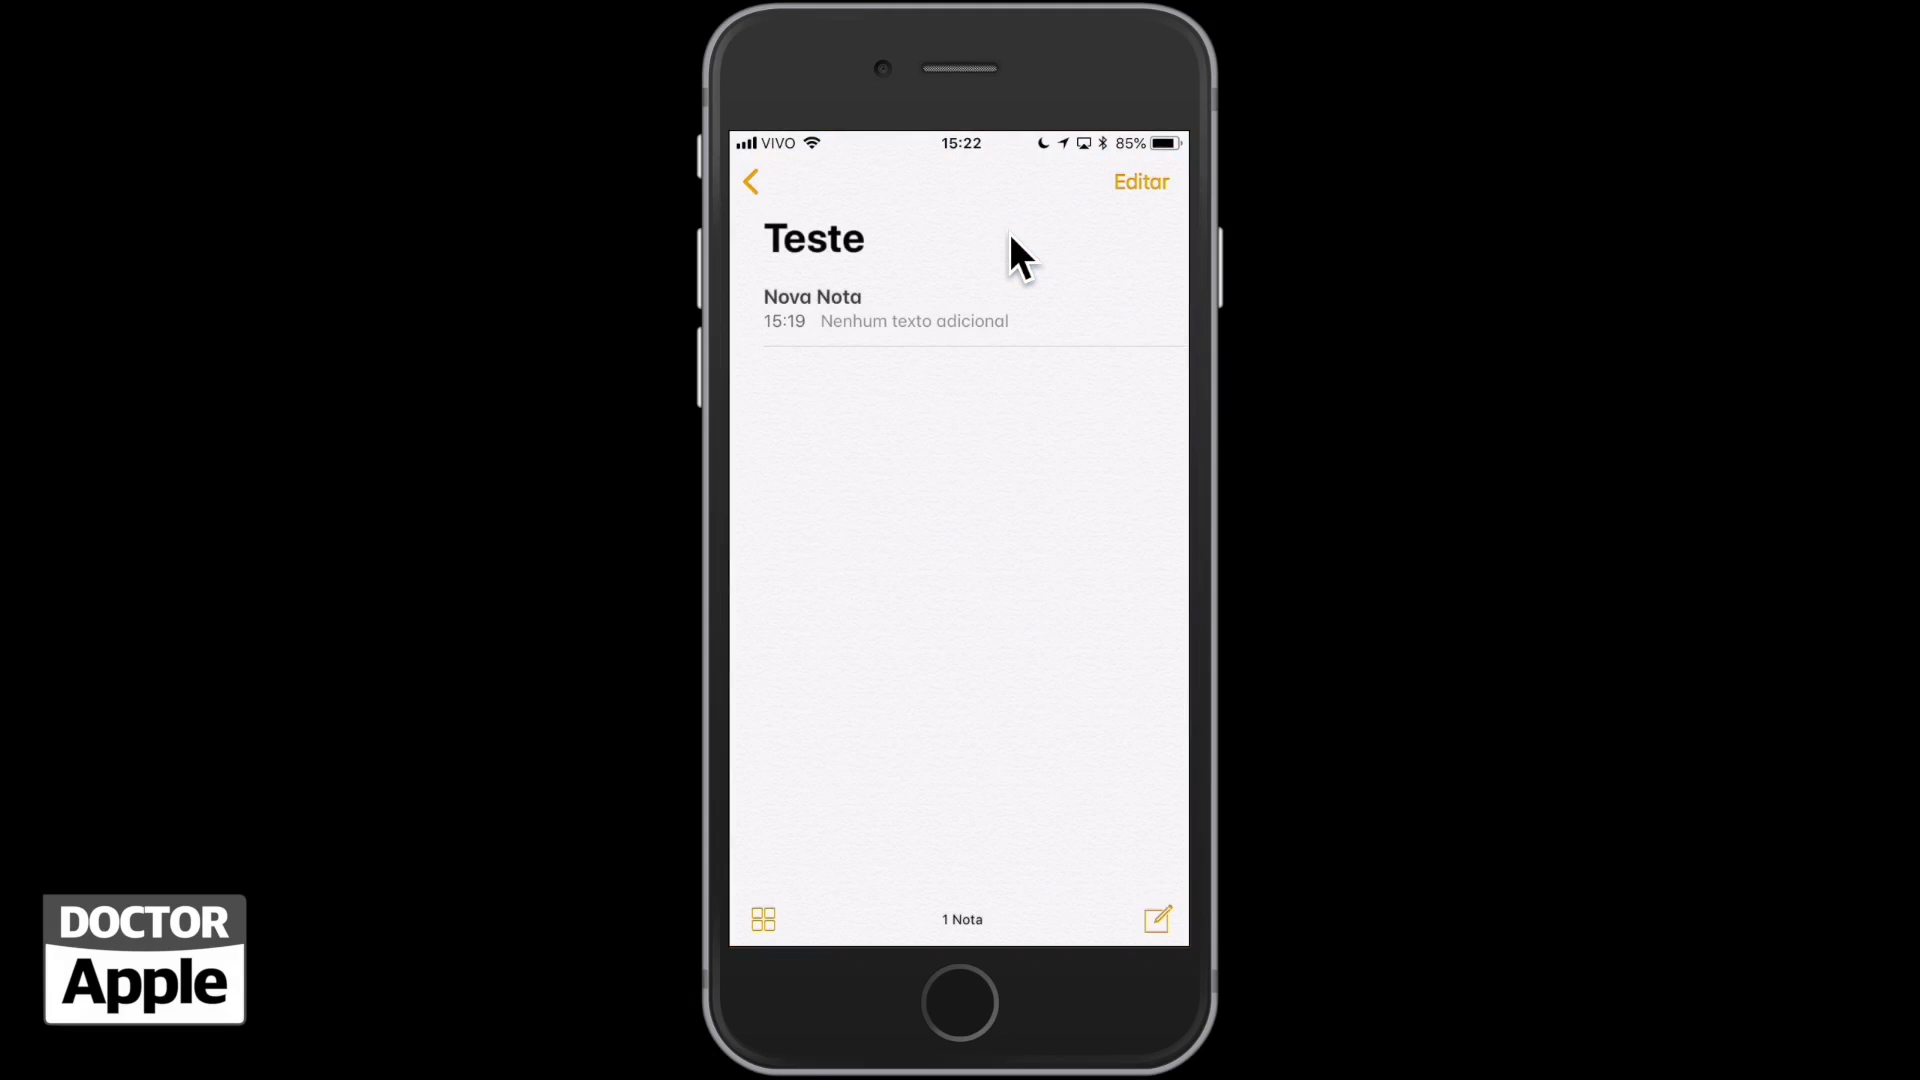 VIVO 15:22 85%
Editar
Teste
Nova Nota
15:19 Nenhum texto adicional
1 Nota
DOCTOR
Apple